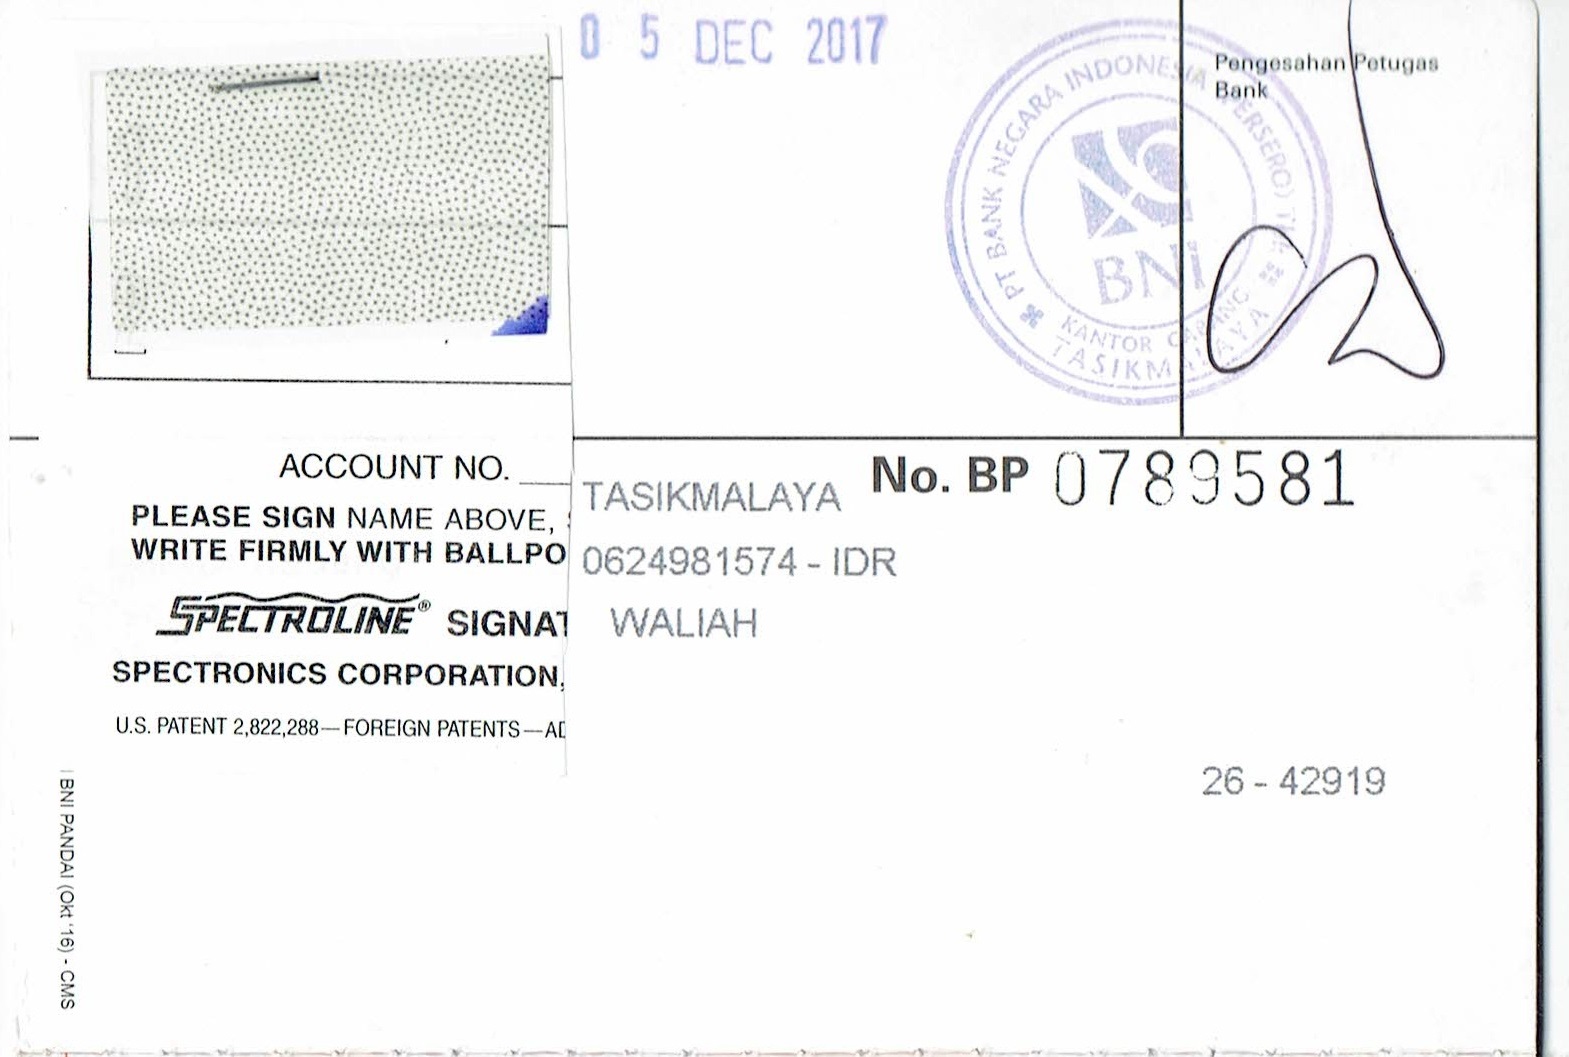 0 5 DEC 2017
PT BANK NEGARA INDONESIA (PERSERO) Tbk
BNI
KANTOR CABANG
TASIKMALAYA
Pengesahan Petugas
Bank
ACCOUNT NO.
PLEASE SIGN NAME ABOVE,
WRITE FIRMLY WITH BALLPO
SPECTROLINE® SIGNAT
SPECTRONICS CORPORATION,
U.S. PATENT 2,822,288—FOREIGN PATENTS—AD
No. BP 0789581
TASIKMALAYA
0624981574 - IDR
WALIAH
26 - 42919
BNI PANDAI (Okt '16) - CMS